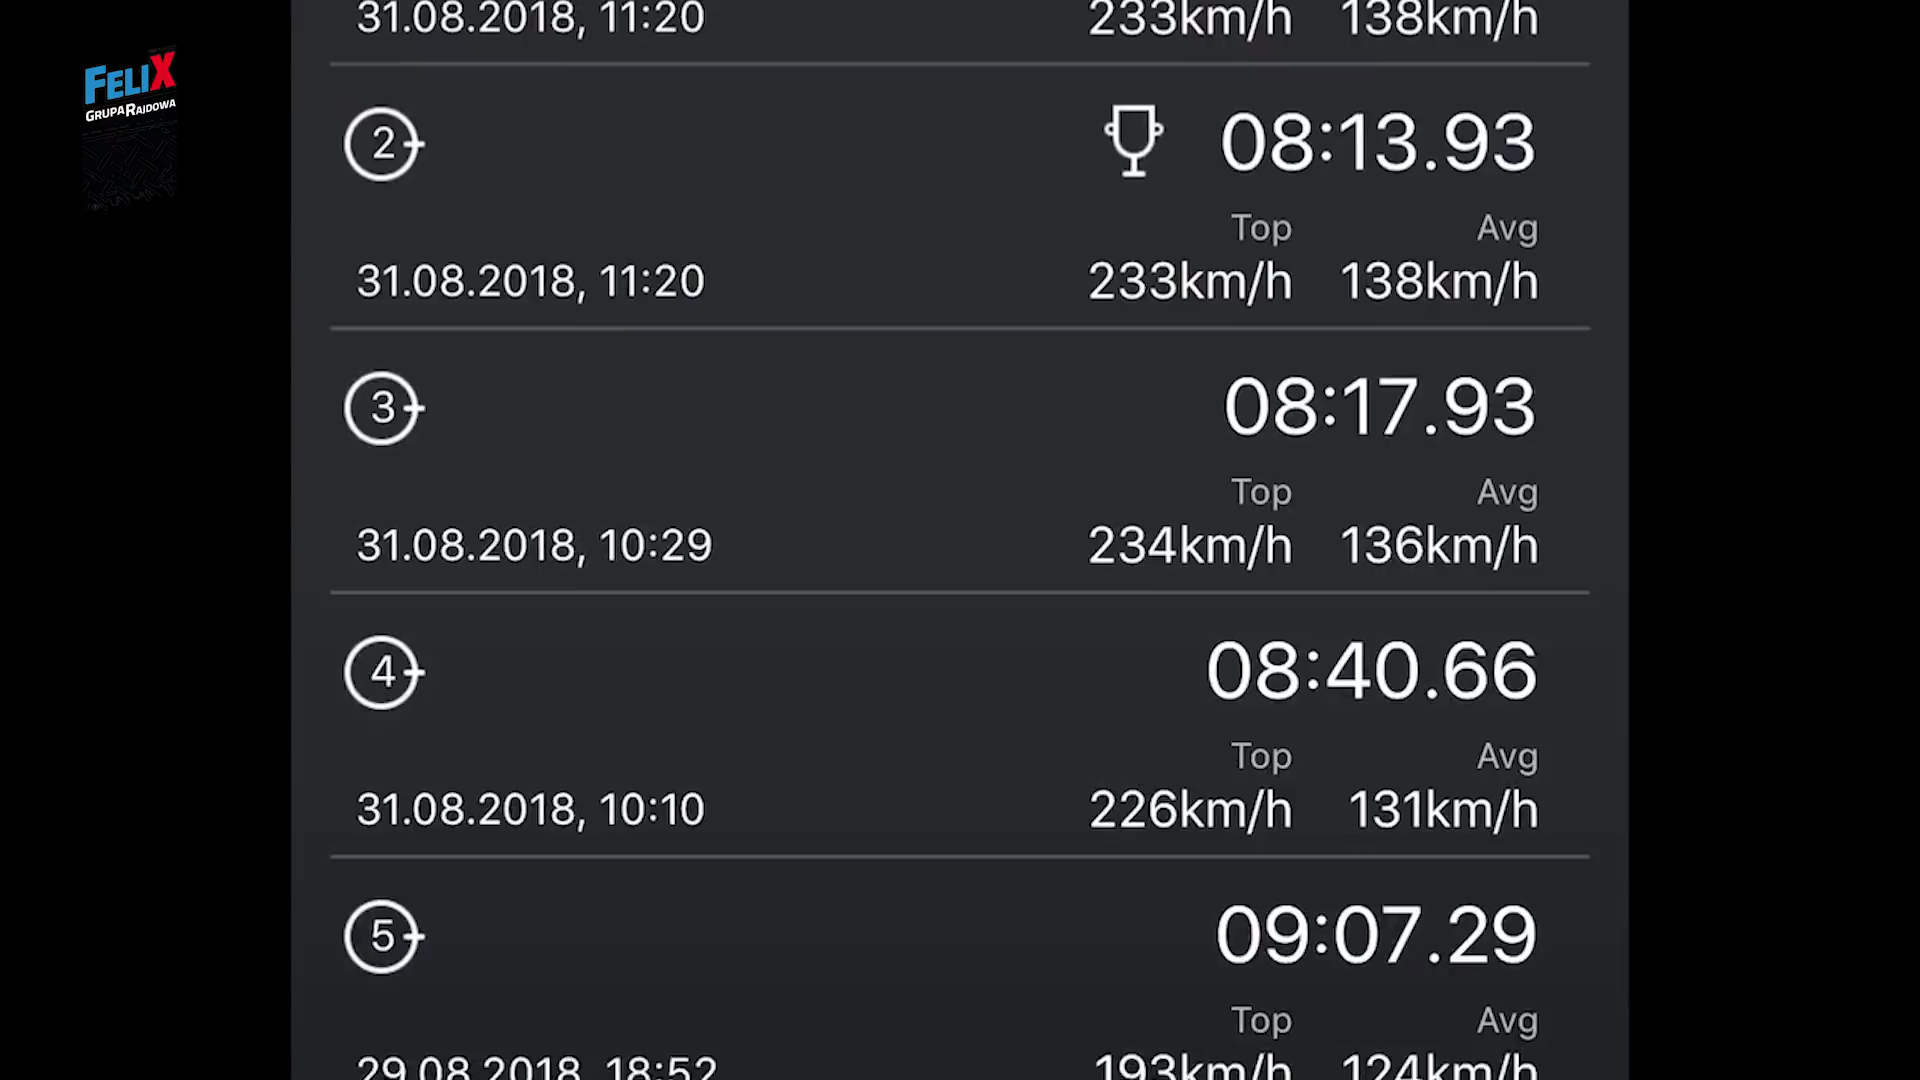 31.08.2018, 11:20 233km/h 138km/h
FELIX
GRUPA RAJDOWA
2 08:13.93
Top Avg
31.08.2018, 11:20 233km/h 138km/h
3 08:17.93
Top Avg
31.08.2018, 10:29 234km/h 136km/h
4 08:40.66
Top Avg
31.08.2018, 10:10 226km/h 131km/h
5 09:07.29
Top Avg
29.08.2018, 18:52 193km/h 124km/h